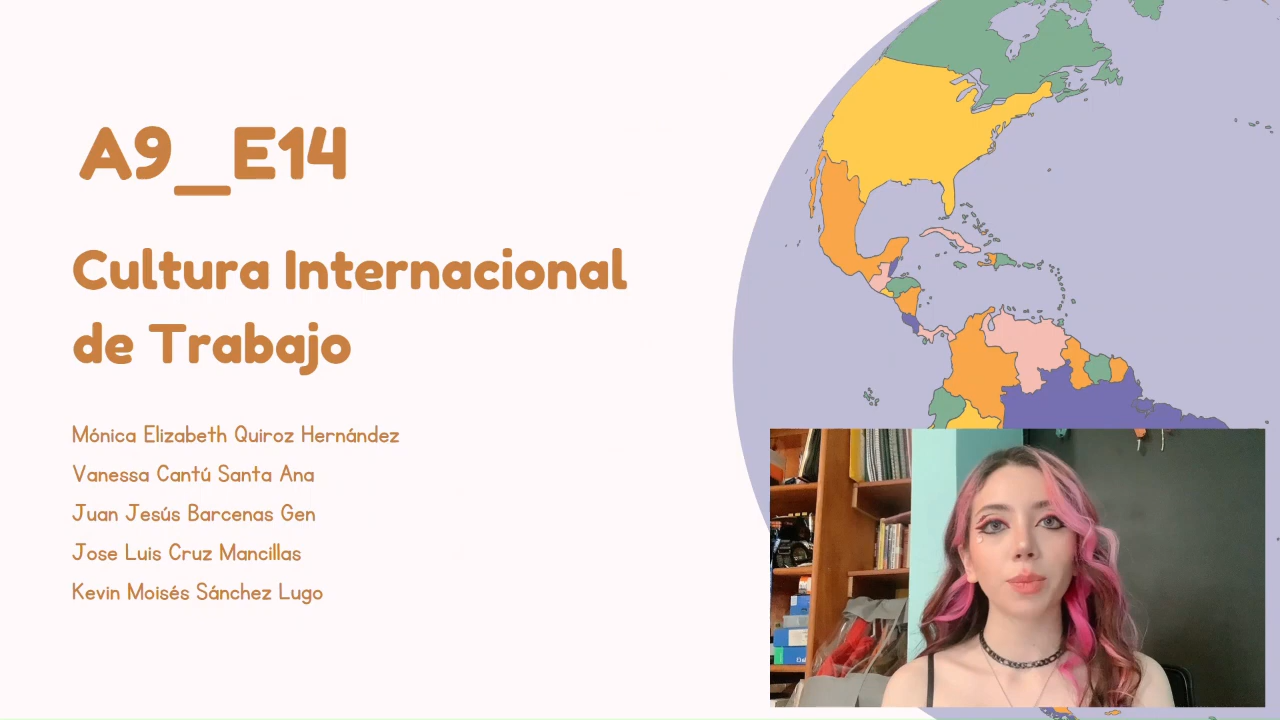 A9_E14
Cultura Internacional
de Trabajo
Mónica Elizabeth Quiroz Hernández
Vanessa Cantú Santa Ana
Juan Jesús Barcenas Gen
Jose Luis Cruz Mancillas
Kevin Moisés Sánchez Lugo